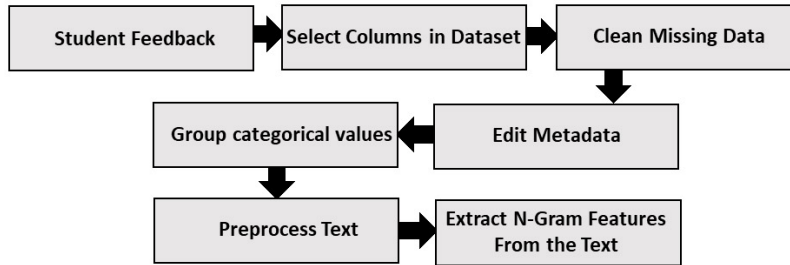 Student Feedback
Select Columns in Dataset
Clean Missing Data
Edit Metadata
Group categorical values
Preprocess Text
Extract N-Gram Features
From the Text